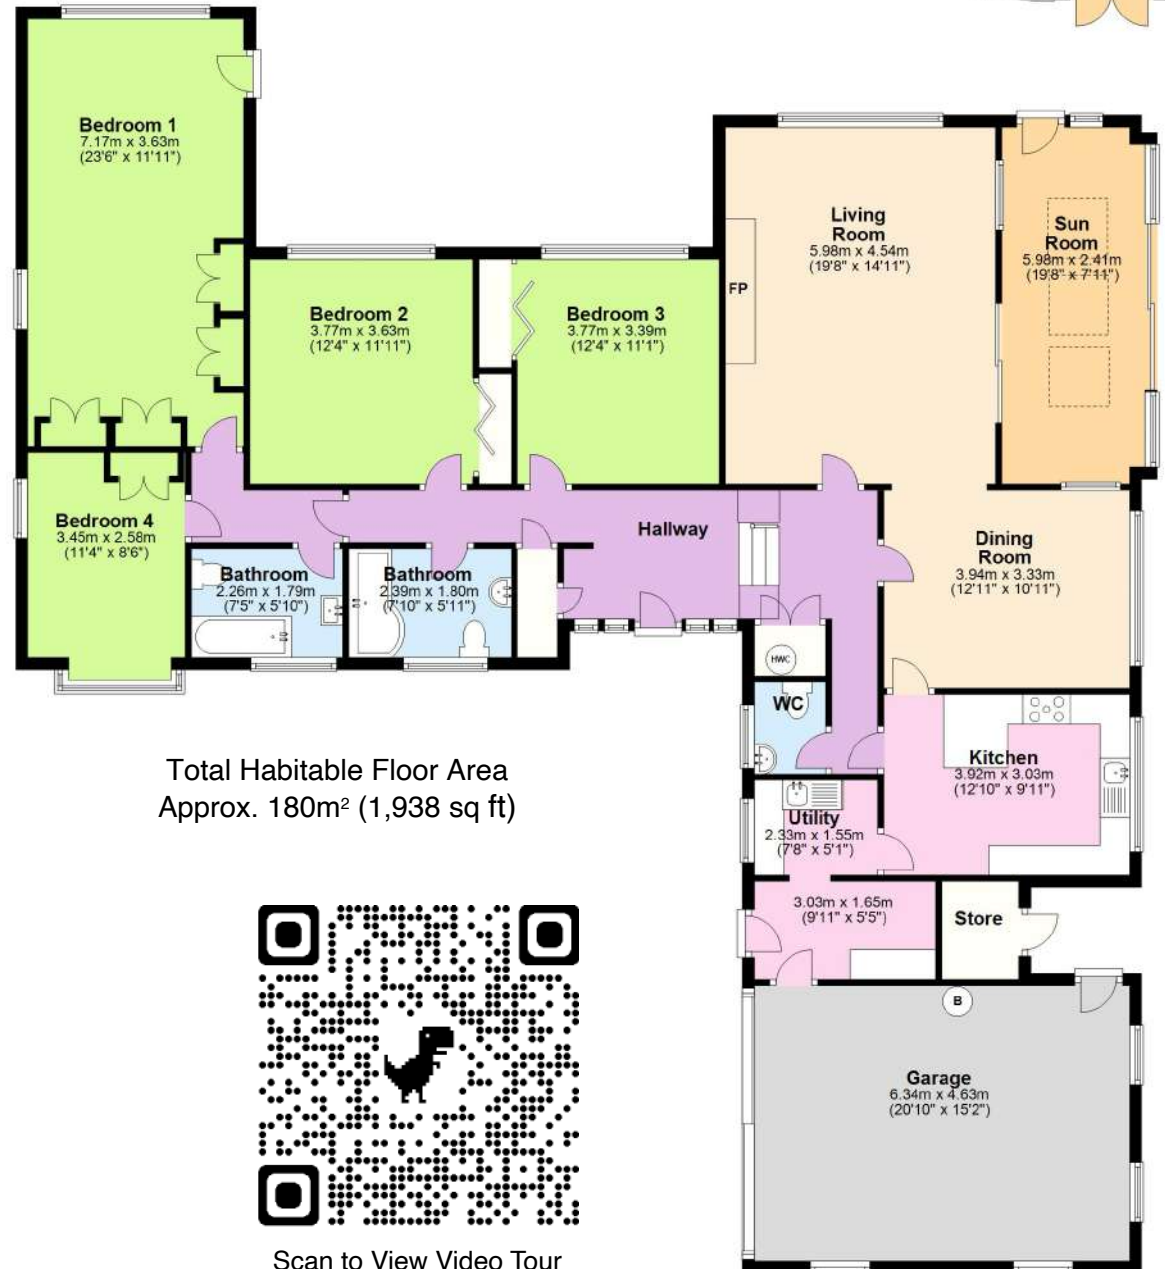 Bedroom 1
7.17m x 3.63m
(23'6" x 11'11")
Living
Room
5.98m x 4.54m
(19'8" x 14'11")
Sun
Room
5.98m x 2.41m
(19'8" x 7'11")
FP
Bedroom 2
3.77m x 3.63m
(12'4" x 11'11")
Bedroom 3
3.77m x 3.39m
(12'4" x 11'1")
Bedroom 4
3.45m x 2.58m
(11'4" x 8'6")
Hallway
Dining
Room
3.94m x 3.33m
(12'11" x 10'11")
Bathroom
2.26m x 1.79m
(7'5" x 5'10")
Bathroom
2.39m x 1.80m
(7'10" x 5'11")
HWC
WC
Kitchen
3.92m x 3.03m
(12'10" x 9'11")
Total Habitable Floor Area
Approx. 180m² (1,938 sq ft)
Utility
2.33m x 1.55m
(7'8" x 5'1")
3.03m x 1.65m
(9'11" x 5'5")
Store
B
Garage
6.34m x 4.63m
(20'10" x 15'2")
Scan to View Video Tour